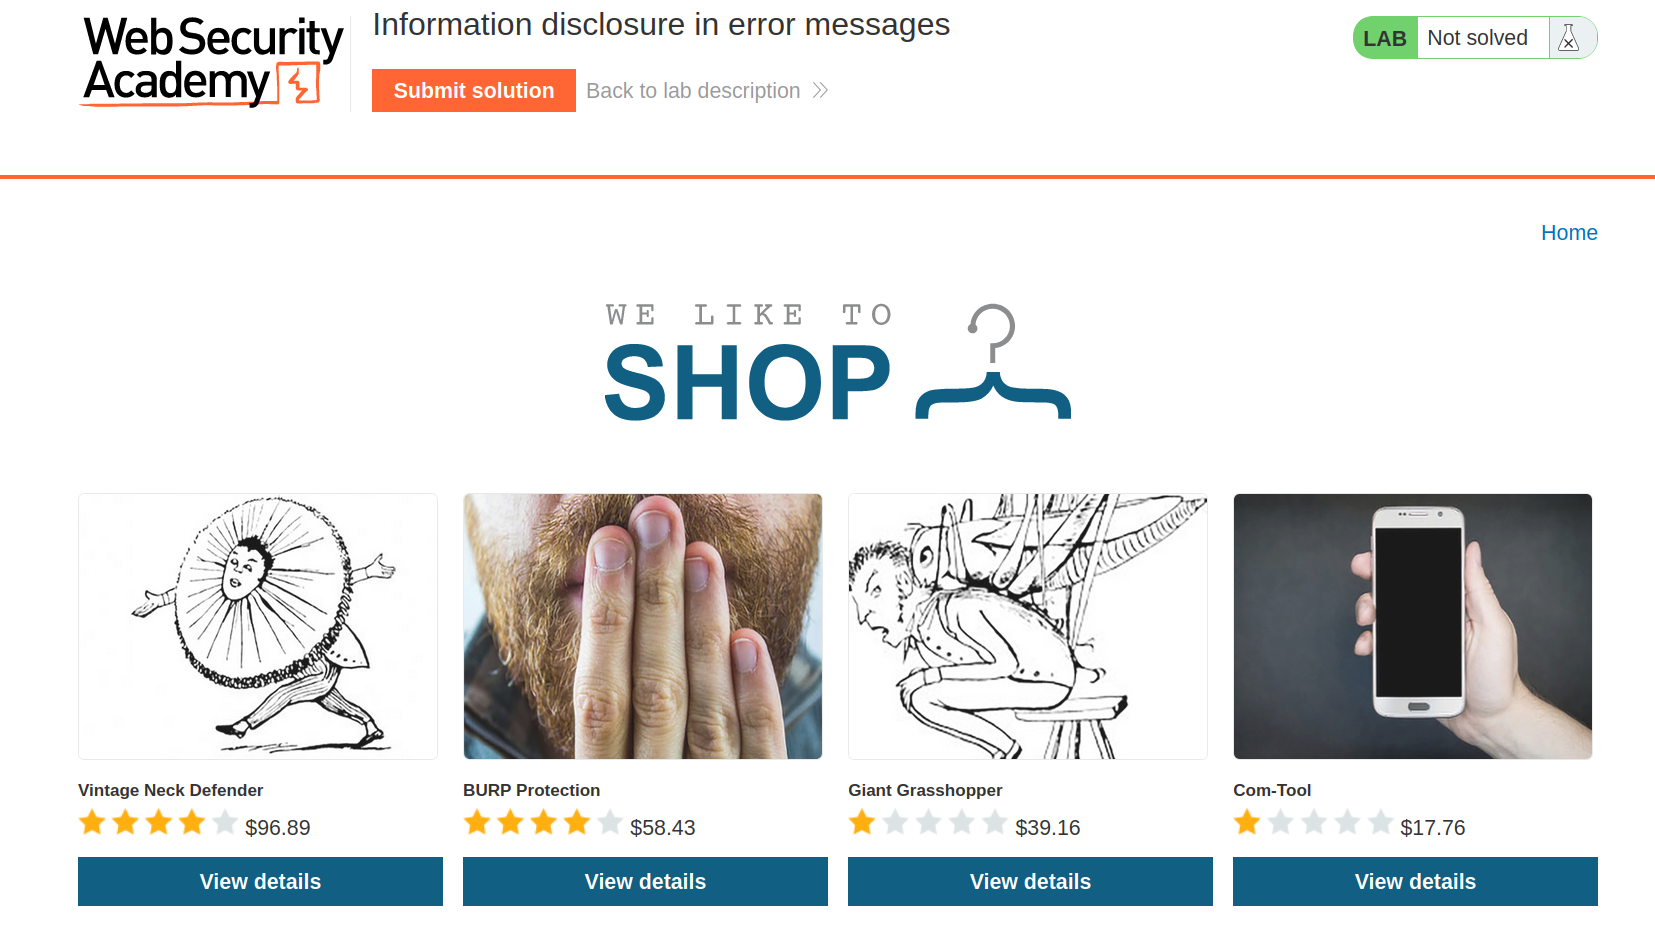 Web Security
Academy
Information disclosure in error messages
Submit solution
Back to lab description
LAB
Not solved
Home
WE LIKE TO
SHOP
Vintage Neck Defender
$96.89
View details
BURP Protection
$58.43
View details
Giant Grasshopper
$39.16
View details
Com-Tool
$17.76
View details